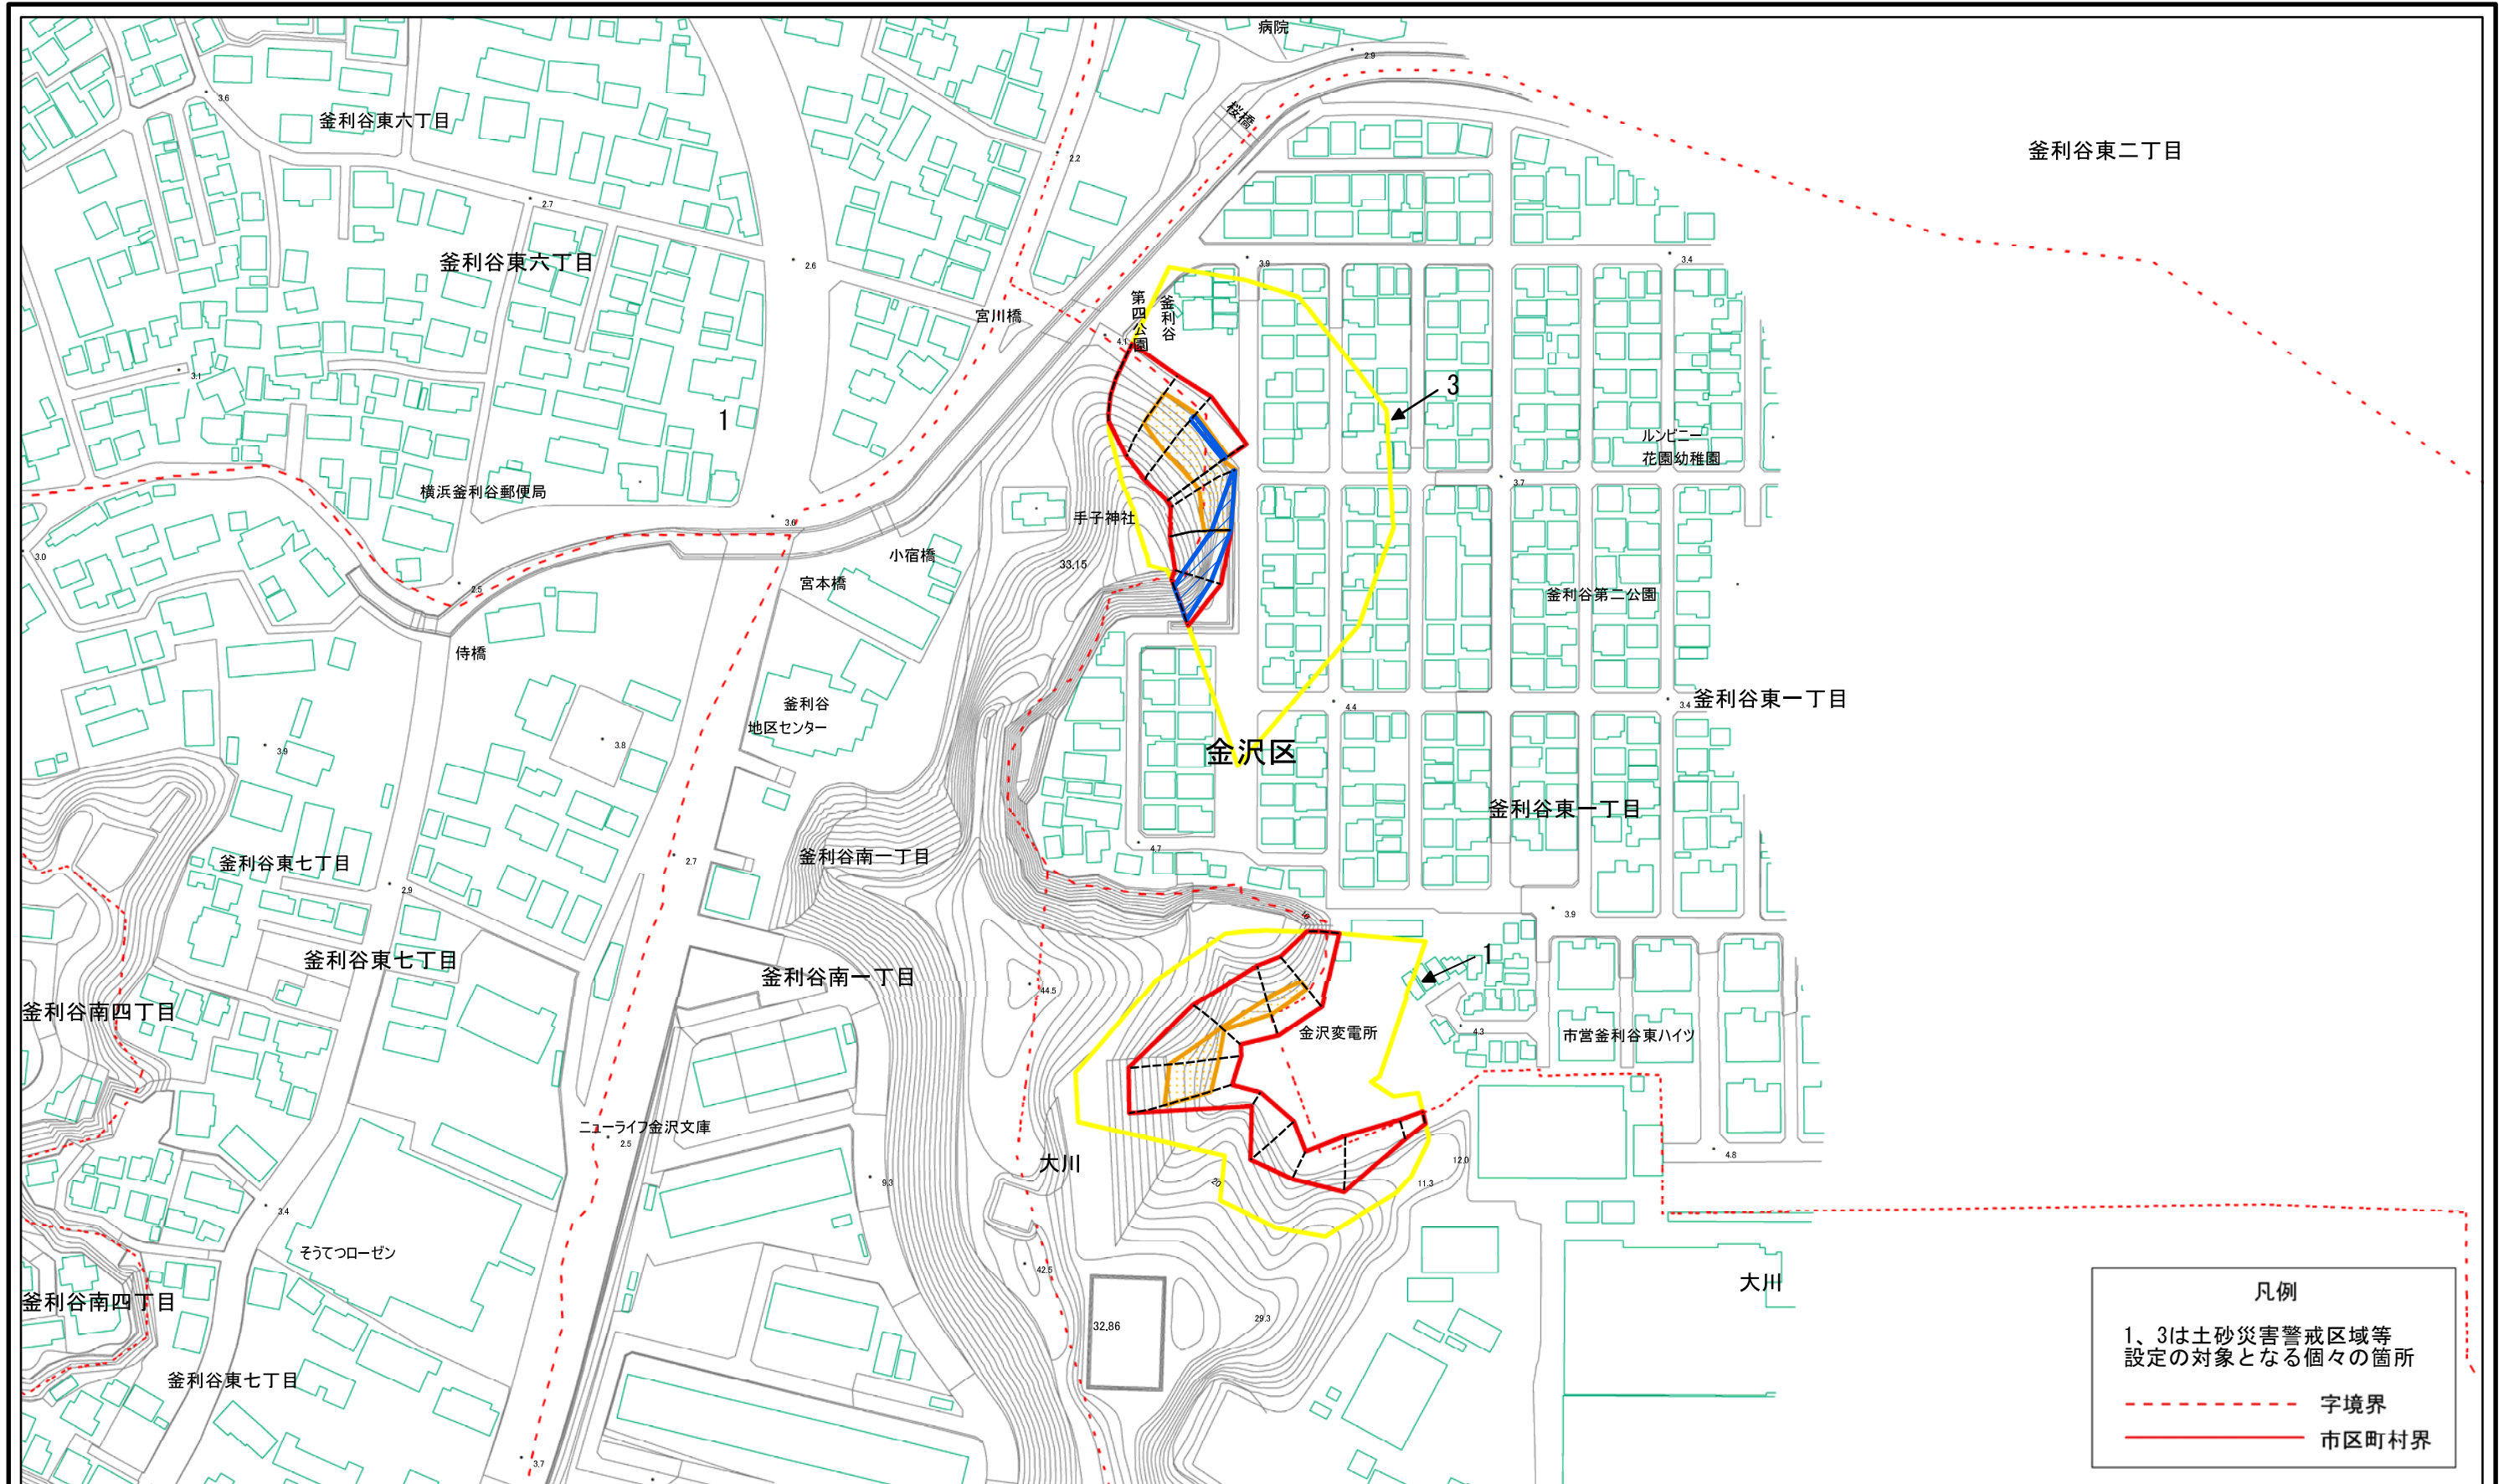 病院
2.9
桜橋
3.6
釜利谷東六丁目
2.2
釜利谷東二丁目
2.7
釜利谷東六丁目
2.6
3.9
3.4
第四公園
釜利谷
宮川橋
4.1
3.1
3
1
ルンビニー
花園幼稚園
横浜釜利谷郵便局
3.7
3.6
手子神社
小宿橋
3.0
33.15
宮本橋
2.5
釜利谷第二公園
侍橋
釜利谷
地区センター
釜利谷東一丁目
3.4
4.4
3.9
3.8
金沢区
釜利谷東一丁目
4.7
2.7
釜利谷南一丁目
釜利谷東七丁目
2.9
3.9
10
釜利谷東七丁目
釜利谷南一丁目
1
44.5
釜利谷南四丁目
金沢変電所
4.3
市営釜利谷東ハイツ
ニューライフ金沢文庫
2.5
大川
12.0
4.8
9.3
20
11.3
3.4
そうてつローゼン
42.5
大川
釜利谷南四丁目
32.86
29.3
釜利谷東七丁目
3.7
凡例
1、3は土砂災害警戒区域等
設定の対象となる個々の箇所
字境界
市区町村界